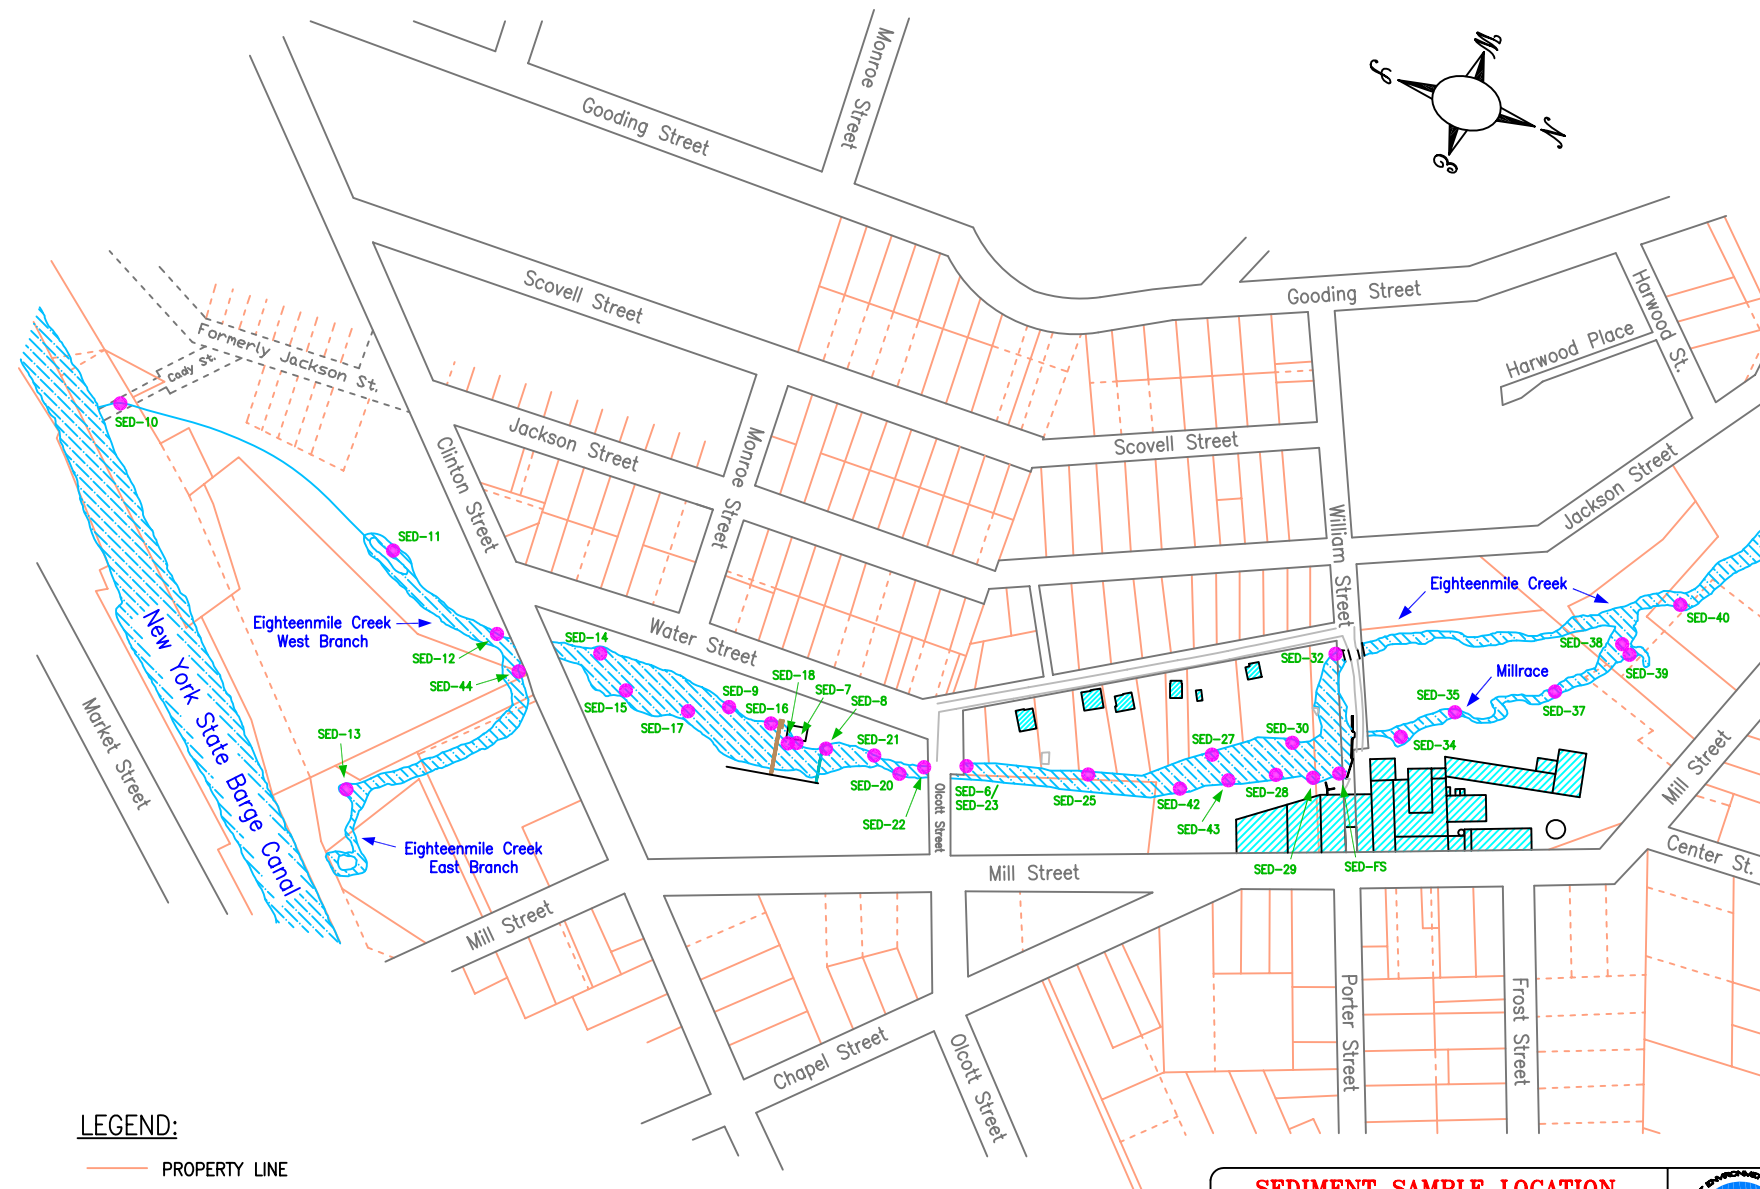 Monroe Street
Gooding Street
W
S
N
E
Scovell Street
Gooding Street
Harwood St.
Harwood Place
Formerly Jackson St.
Cady St.
SED-10
Jackson Street
Monroe Street
Clinton Street
Scovell Street
Jackson Street
William Street
SED-11
Eighteenmile Creek
West Branch
SED-12
SED-44
New York State Barge Canal
Market Street
SED-13
Eighteenmile Creek
East Branch
Water Street
SED-14
SED-15
SED-17
SED-9
SED-16
SED-18
SED-7
SED-8
SED-21
SED-20
SED-22
Olcott Street
SED-6/
SED-23
SED-25
SED-42
SED-43
SED-27
SED-28
SED-30
SED-32
SED-29
SED-FS
Eighteenmile Creek
SED-40
SED-38
SED-39
Millrace
SED-35
SED-37
SED-34
Mill Street
Center St.
Mill Street
Mill Street
Chapel Street
Olcott Street
Porter Street
Frost Street
LEGEND:
PROPERTY LINE
SEDIMENT SAMPLE LOCATION